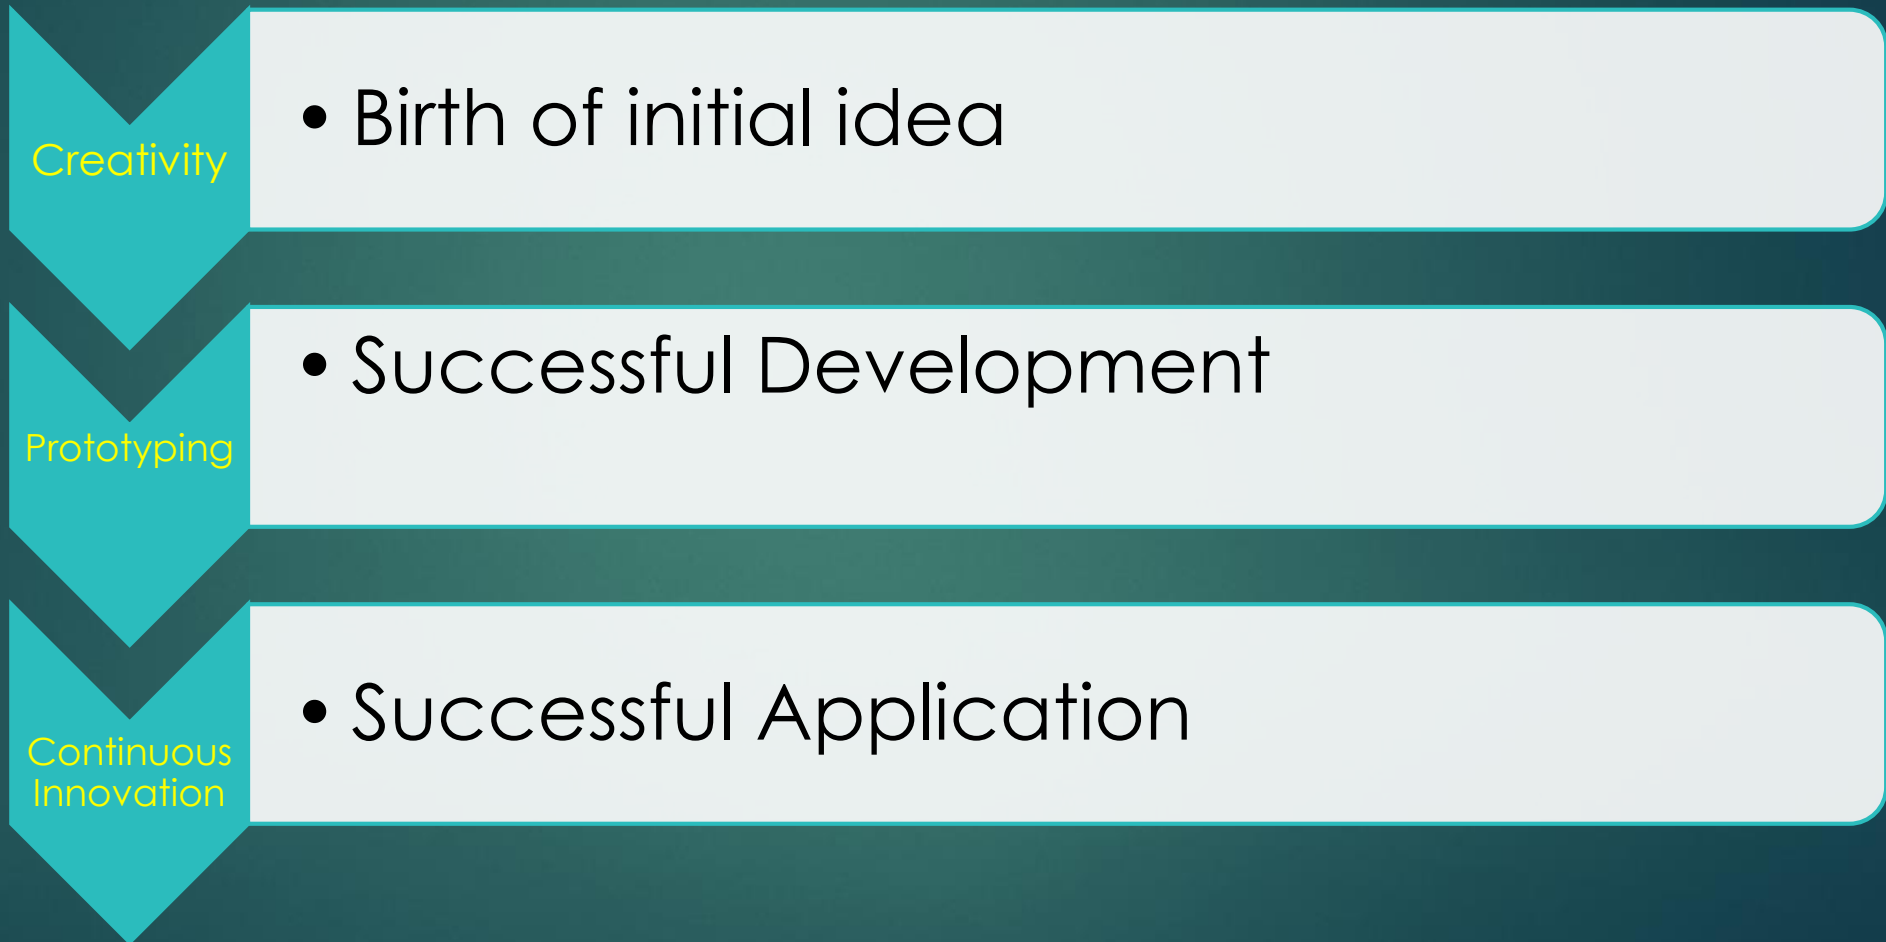 Creativity
• Birth of initial idea
Prototyping
• Successful Development
Continuous
Innovation
• Successful Application